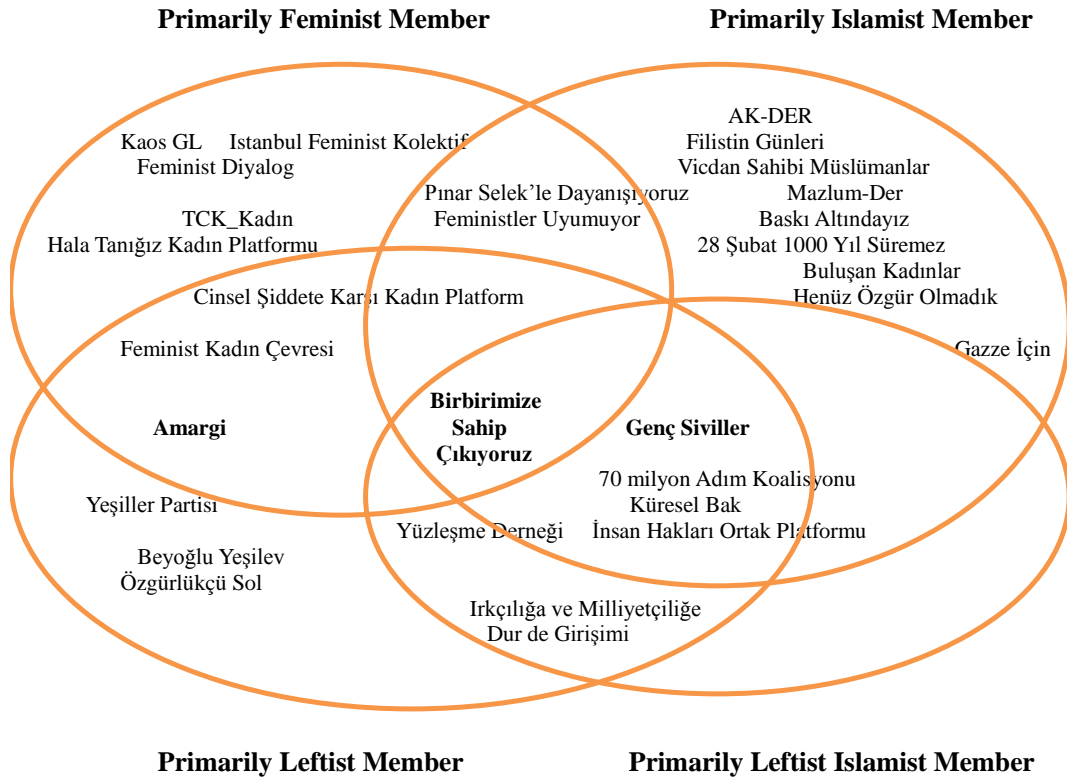 Primarily Feminist Member
Primarily Islamist Member
AK-DER
Kaos GL Istanbul Feminist Kolektif
Filistin Günleri
Feminist Diyalog
Vicdan Sahibi Müslümanlar
Pınar Selek’le Dayanışıyoruz
Mazlum-Der
TCK_Kadın
Feministler Uyumuyor
Baskı Altındayız
Hala Tanığız Kadın Platformu
28 Şubat 1000 Yıl Süremez
Buluşan Kadınlar
Cinsel Şiddete Karşı Kadın Platform
Henüz Özgür Olmadık
Feminist Kadın Çevresi
Gazze İçin
Birbirimize
Sahip
Çıkıyoruz
Amargi
Genç Siviller
70 milyon Adım Koalisyonu
Yeşiller Partisi
Küresel Bak
Yüzleşme Derneği İnsan Hakları Ortak Platformu
Beyoğlu Yeşilev
Özgürlükçü Sol
Irkçılığa ve Milliyetçiliğe
Dur de Girişimi
Primarily Leftist Member
Primarily Leftist Islamist Member